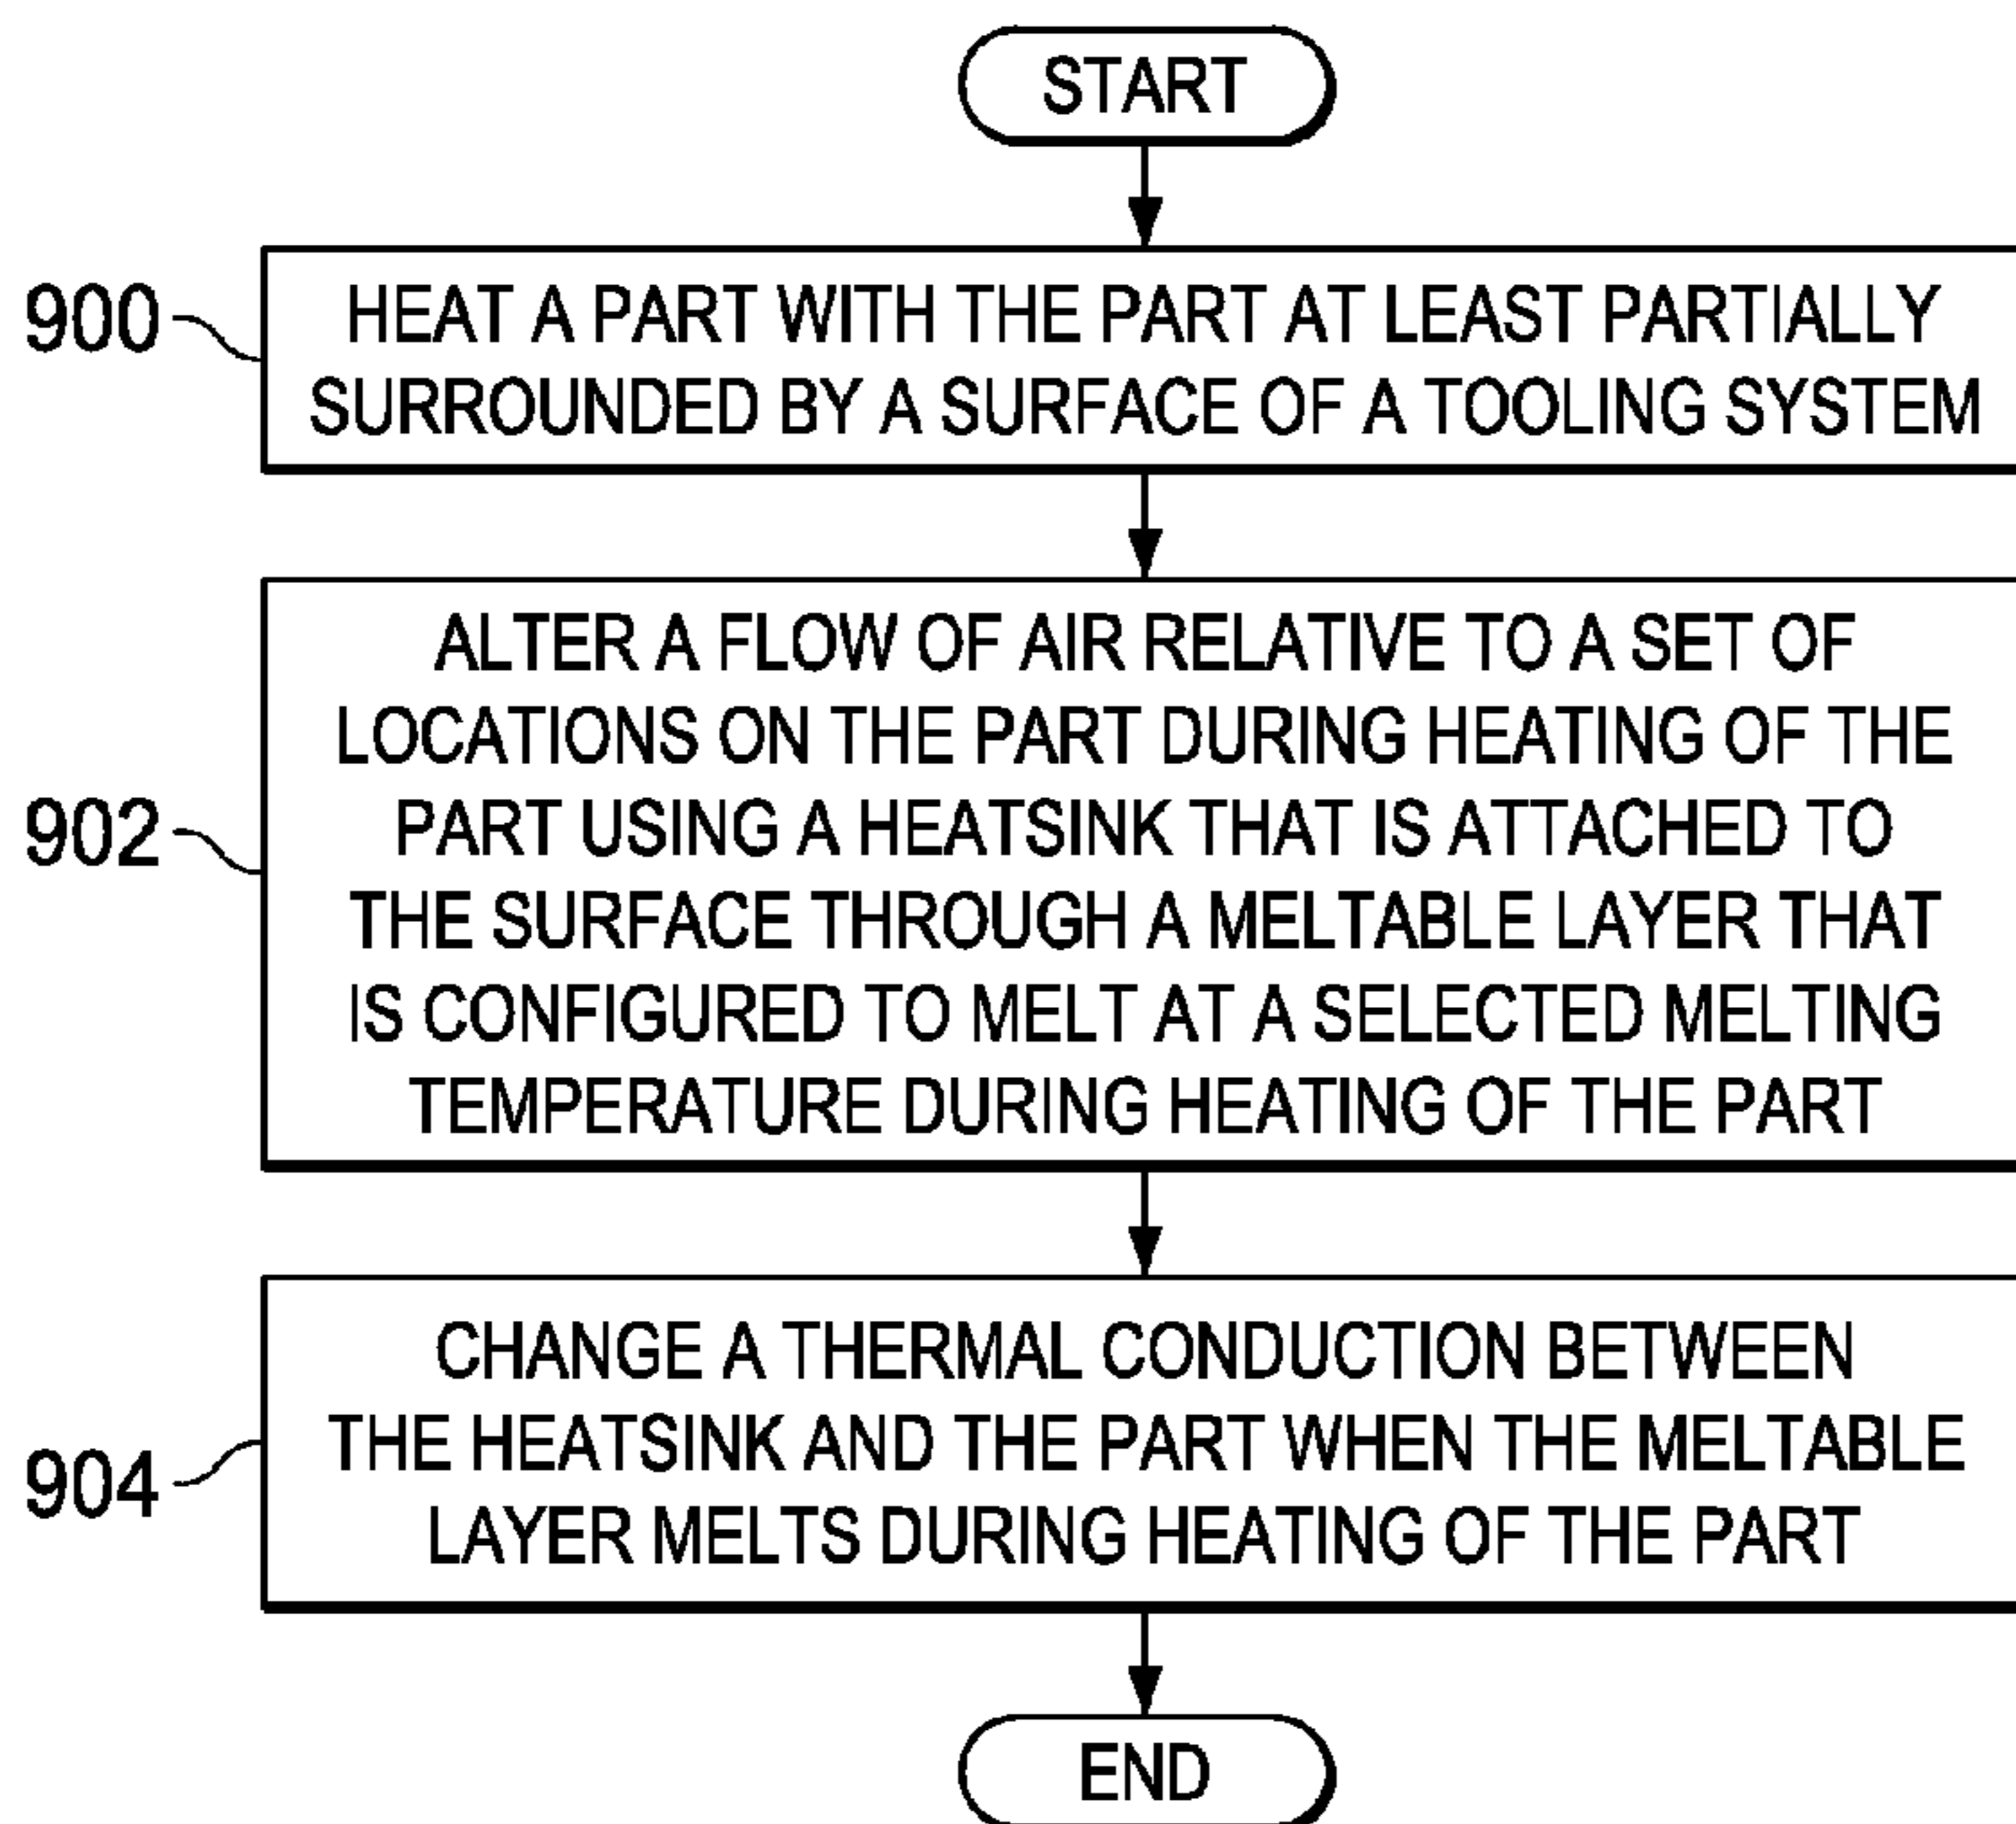 START
900
HEAT A PART WITH THE PART AT LEAST PARTIALLY
SURROUNDED BY A SURFACE OF A TOOLING SYSTEM
902
ALTER A FLOW OF AIR RELATIVE TO A SET OF
LOCATIONS ON THE PART DURING HEATING OF THE
PART USING A HEATSINK THAT IS ATTACHED TO
THE SURFACE THROUGH A MELTABLE LAYER THAT
IS CONFIGURED TO MELT AT A SELECTED MELTING
TEMPERATURE DURING HEATING OF THE PART
904
CHANGE A THERMAL CONDUCTION BETWEEN
THE HEATSINK AND THE PART WHEN THE MELTABLE
LAYER MELTS DURING HEATING OF THE PART
END